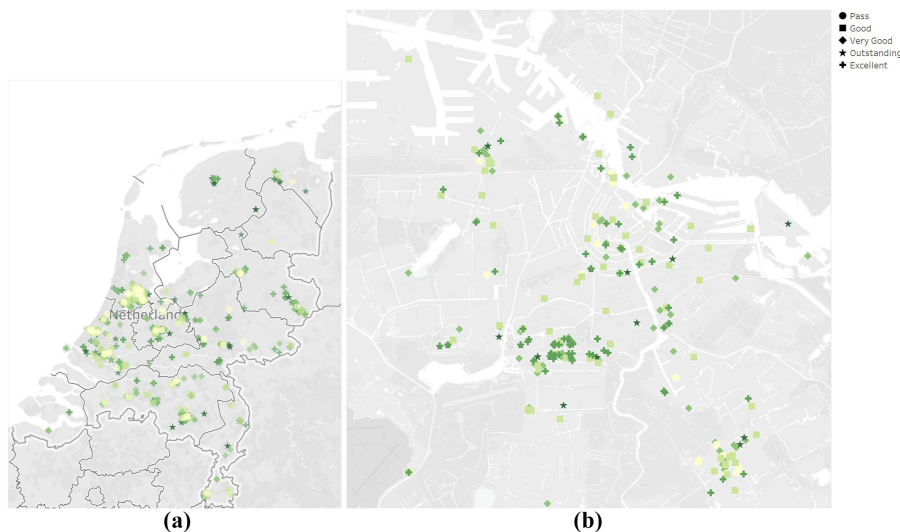 Pass
Good
Very Good
Outstanding
Excellent
Netherlands
(a)
(b)